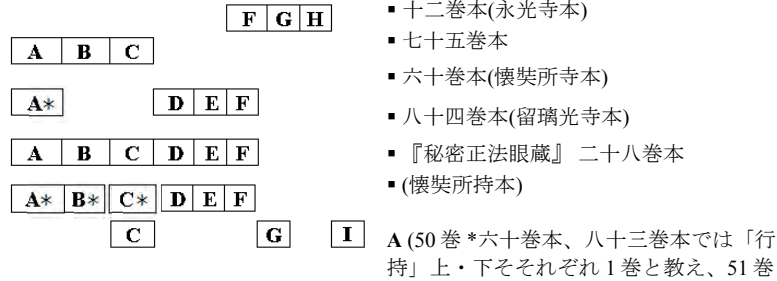 F G H
A B C
A* D E F
A B C D E F
A* B* C* D E F
C G I
▪ 十二巻本(永光寺本)
▪ 七十五巻本
▪ 六十巻本(懐奘所寺本)
▪ 八十四巻本(留璃光寺本)
▪ 『秘密正法眼蔵』 二十八巻本
▪ (懐奘所持本)
A (50 巻 *六十巻本、八十三巻本では「行
持」上・下そそれぞれ 1 巻と教え、51 巻